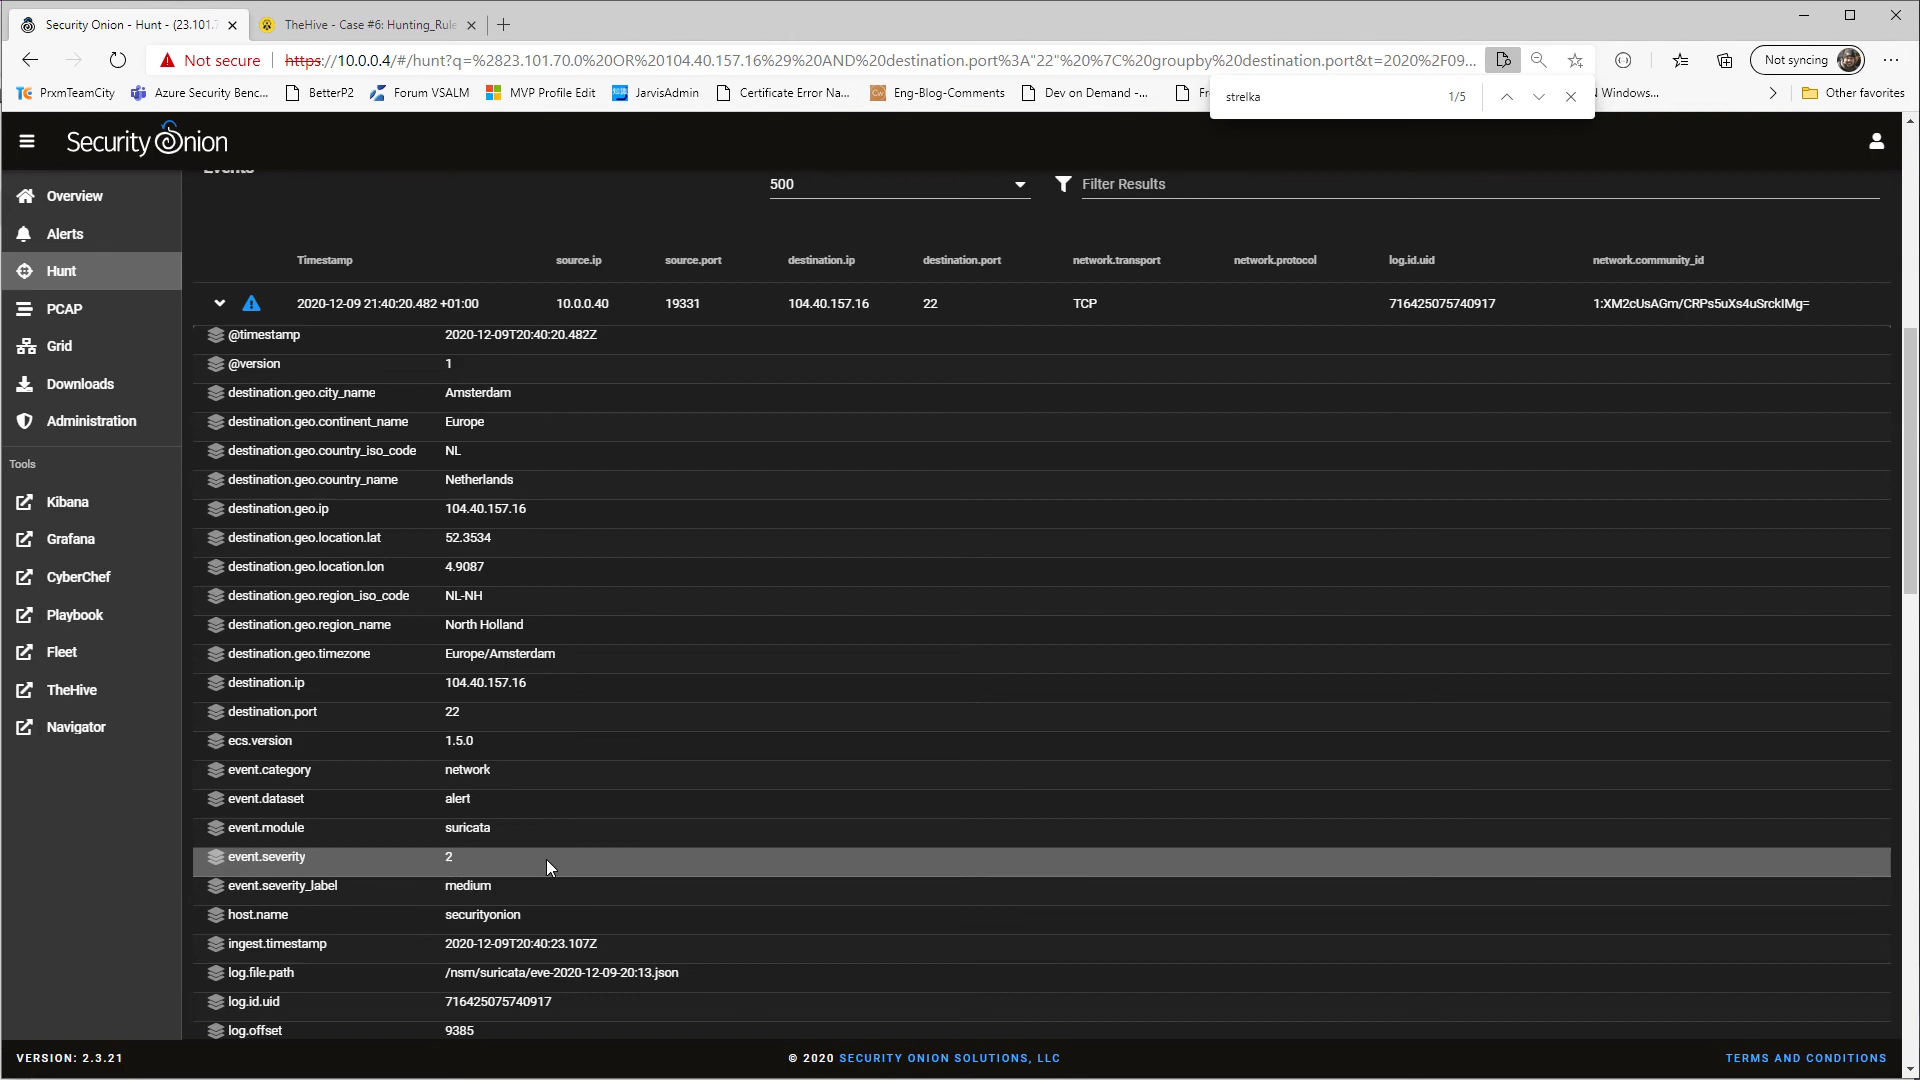 Security Onion - Hunt - (23.101.7
TheHive - Case #6: Hunting_Rule
Not secure
https://10.0.0.4/#/hunt?q=%2823.101.70.0%20OR%20104.40.157.16%29%20AND%20destination.port%3A"22"%20%7C%20groupby%20destination.port&t=2020%2F09...
Not syncing
PrxmTeamCity
Azure Security Benc...
BetterP2
Forum VSALM
MVP Profile Edit
JarvisAdmin
Certificate Error Na...
Eng-Blog-Comments
Dev on Demand -...
Windows...
Other favorites
strelka
1/5
Security Onion
Events
500
Filter Results
Overview
Alerts
Hunt
PCAP
Grid
Downloads
Administration
Tools
Kibana
Grafana
CyberChef
Playbook
Fleet
TheHive
Navigator
Timestamp source.ip source.port destination.ip destination.port network.transport network.protocol log.id.uid network.community_id
2020-12-09 21:40:20.482 +01:00 10.0.0.40 19331 104.40.157.16 22 TCP 716425075740917 1:XM2cUsAGm/CRPs5uXs4uSrckIMg=
@timestamp 2020-12-09T20:40:20.482Z
@version 1
destination.geo.city_name Amsterdam
destination.geo.continent_name Europe
destination.geo.country_iso_code NL
destination.geo.country_name Netherlands
destination.geo.ip 104.40.157.16
destination.geo.location.lat 52.3534
destination.geo.location.lon 4.9087
destination.geo.region_iso_code NL-NH
destination.geo.region_name North Holland
destination.geo.timezone Europe/Amsterdam
destination.ip 104.40.157.16
destination.port 22
ecs.version 1.5.0
event.category network
event.dataset alert
event.module suricata
event.severity 2
event.severity_label medium
host.name securityonion
ingest.timestamp 2020-12-09T20:40:23.107Z
log.file.path /nsm/suricata/eve-2020-12-09-20:13.json
log.id.uid 716425075740917
log.offset 9385
VERSION: 2.3.21
© 2020 SECURITY ONION SOLUTIONS, LLC
TERMS AND CONDITIONS